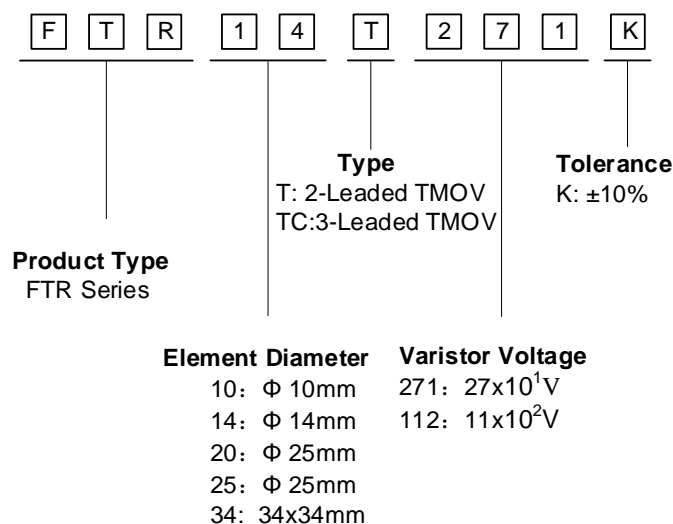 F T R 1 4 T 2 7 1 K
Type
T: 2-Leaded TMOV
TC:3-Leaded TMOV
Tolerance
K: ±10%
Product Type
FTR Series
Element Diameter
10： Φ 10mm
14： Φ 14mm
20： Φ 25mm
25： Φ 25mm
34: 34x34mm
Varistor Voltage
271： 27x10¹V
112： 11x10²V